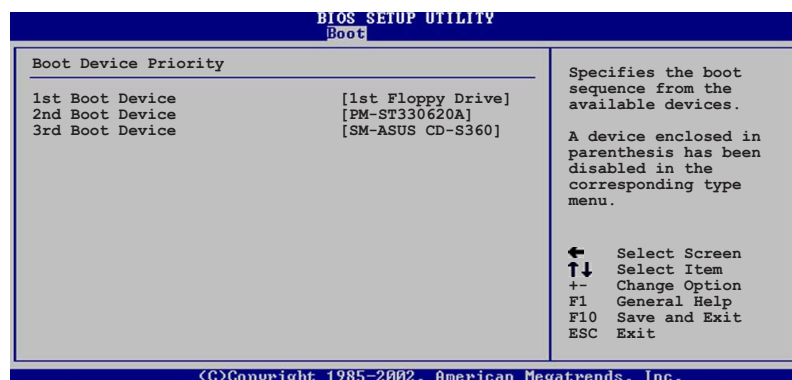 BIOS SETUP UTILITY
Boot
Boot Device Priority
1st Boot Device [1st Floppy Drive]
2nd Boot Device [PM-ST330620A]
3rd Boot Device [SM-ASUS CD-S360]
Specifies the boot
sequence from the
available devices.
A device enclosed in
parenthesis has been
disabled in the
corresponding type
menu.
← Select Screen
↑↓ Select Item
+- Change Option
F1 General Help
F10 Save and Exit
ESC Exit
(C)Copyright 1985-2002, American Megatrends, Inc.